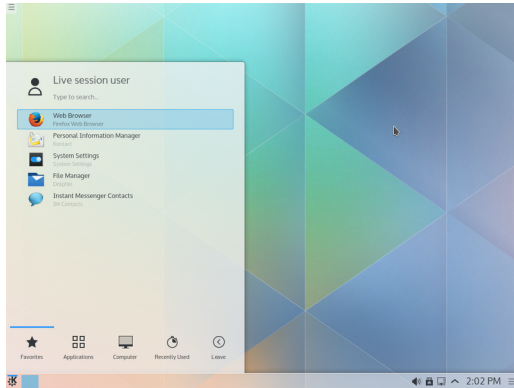 Live session user
Type to search...
Web Browser
Firefox Web Browser
Personal Information Manager
Kontact
System Settings
System Settings
File Manager
Dolphin
Instant Messenger Contacts
IM Contacts
Favorites Applications Computer Recently Used Leave
2:02 PM